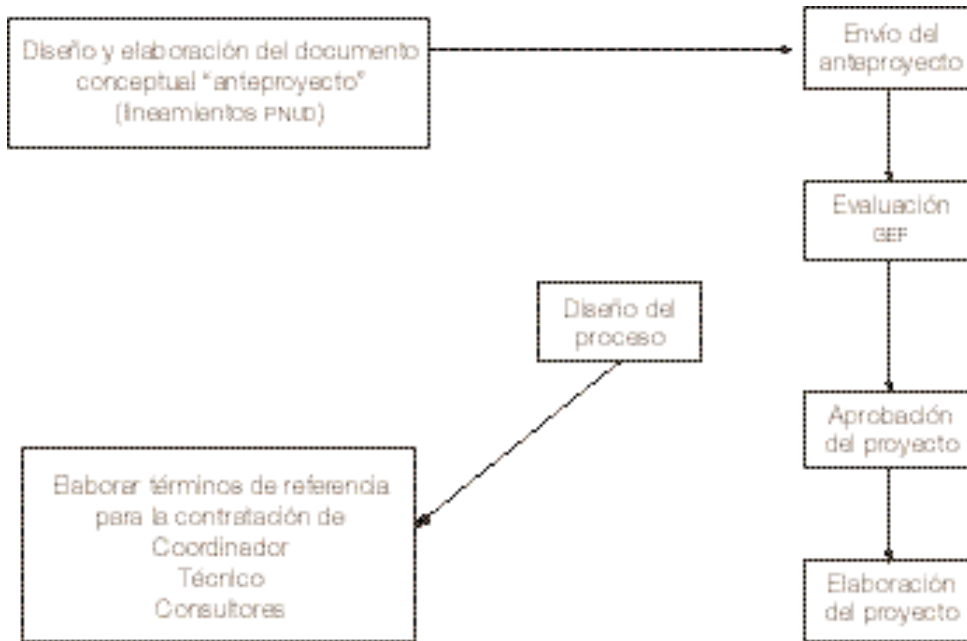 Diseño y elaboración del documento
conceptual "anteproyecto"
(lineamientos PNUD)
Envío del
anteproyecto
Evaluación
GEF
Diseño del
proceso
Aprobación
del proyecto
Elaborar términos de referencia
para la contratación de
Coordinador
Técnico
Consultores
Elaboración
del proyecto